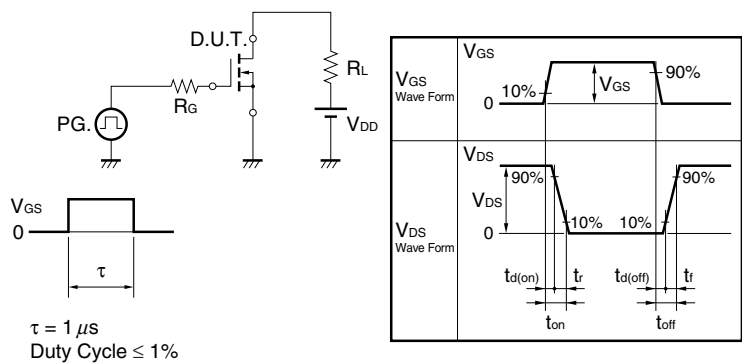 D.U.T.
RL
RG
PG.
VDD
VGS
0
τ
τ = 1 μs
Duty Cycle ≤ 1%
VGS
Wave Form
VGS
10%
VGS
90%
0
VDS
Wave Form
VDS
90%
90%
VDS
10%
10%
0
td(on)
tr
td(off)
tf
ton
toff